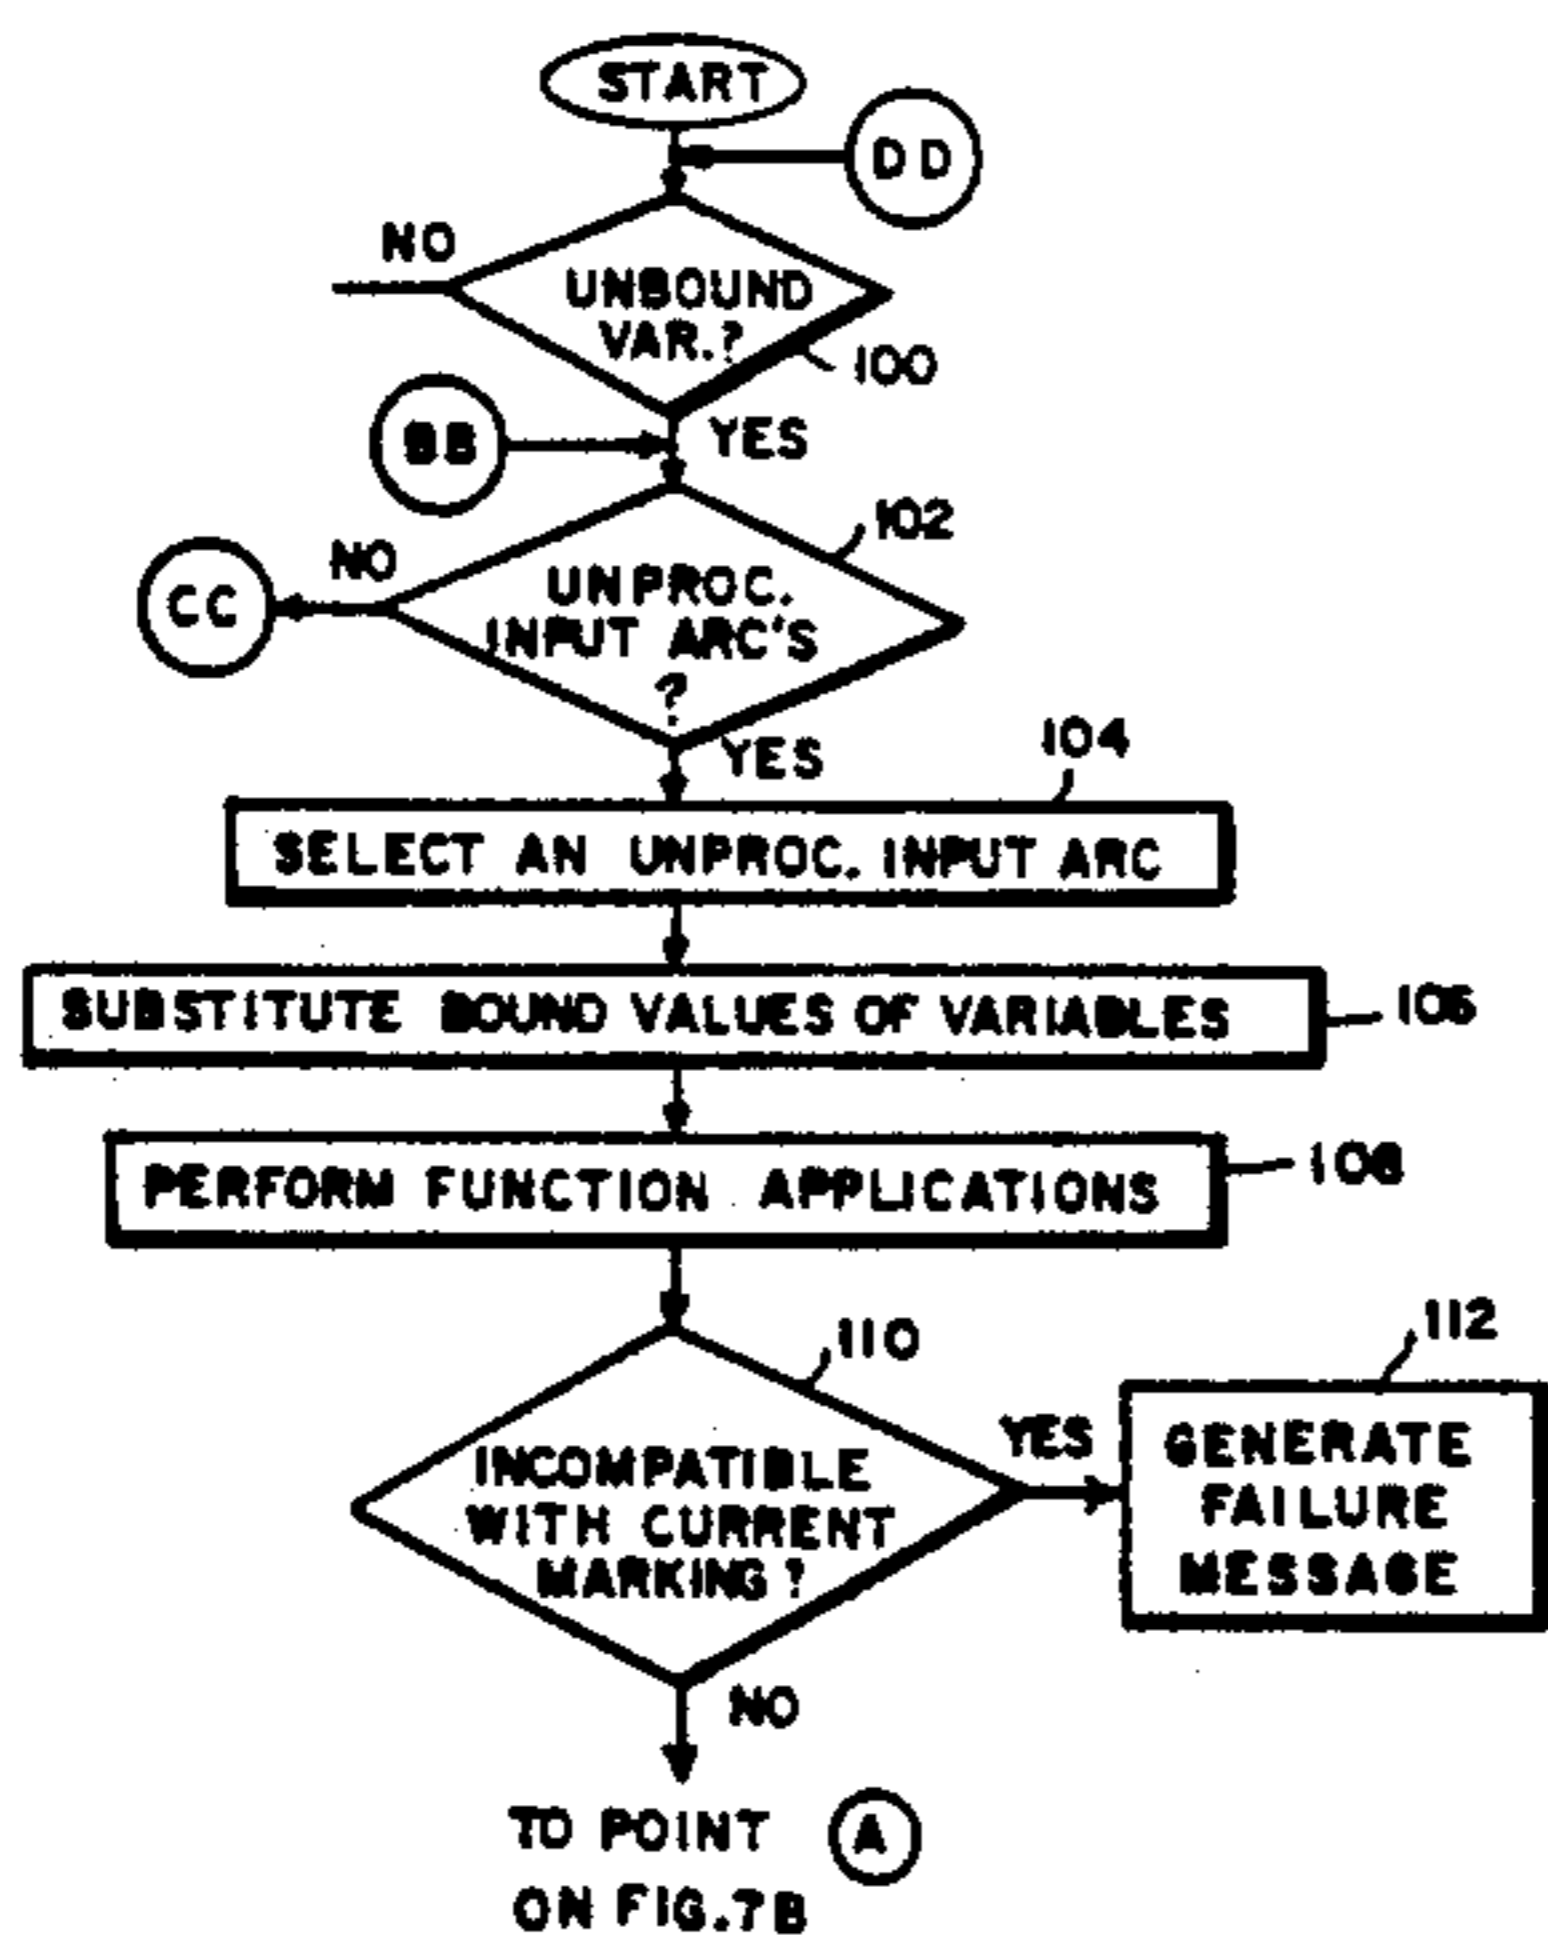 START
DD
NO
UNBOUND
VAR.?
100
BB
YES
102
NO
CC
UNPROC.
INPUT ARC'S
?
YES
104
SELECT AN UNPROC. INPUT ARC
SUBSTITUTE BOUND VALUES OF VARIABLES
106
PERFORM FUNCTION APPLICATIONS
108
110
112
INCOMPATIBLE
WITH CURRENT
MARKING?
YES
GENERATE
FAILURE
MESSAGE
NO
TO POINT A
ON FIG.7B